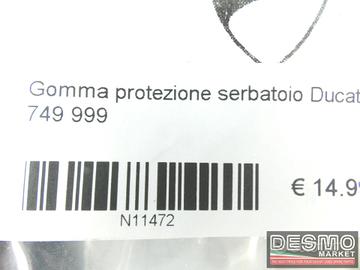 Gomma protezione serbatoio Ducat
749 999
€ 14.9
N11472
DESMO
MARKET